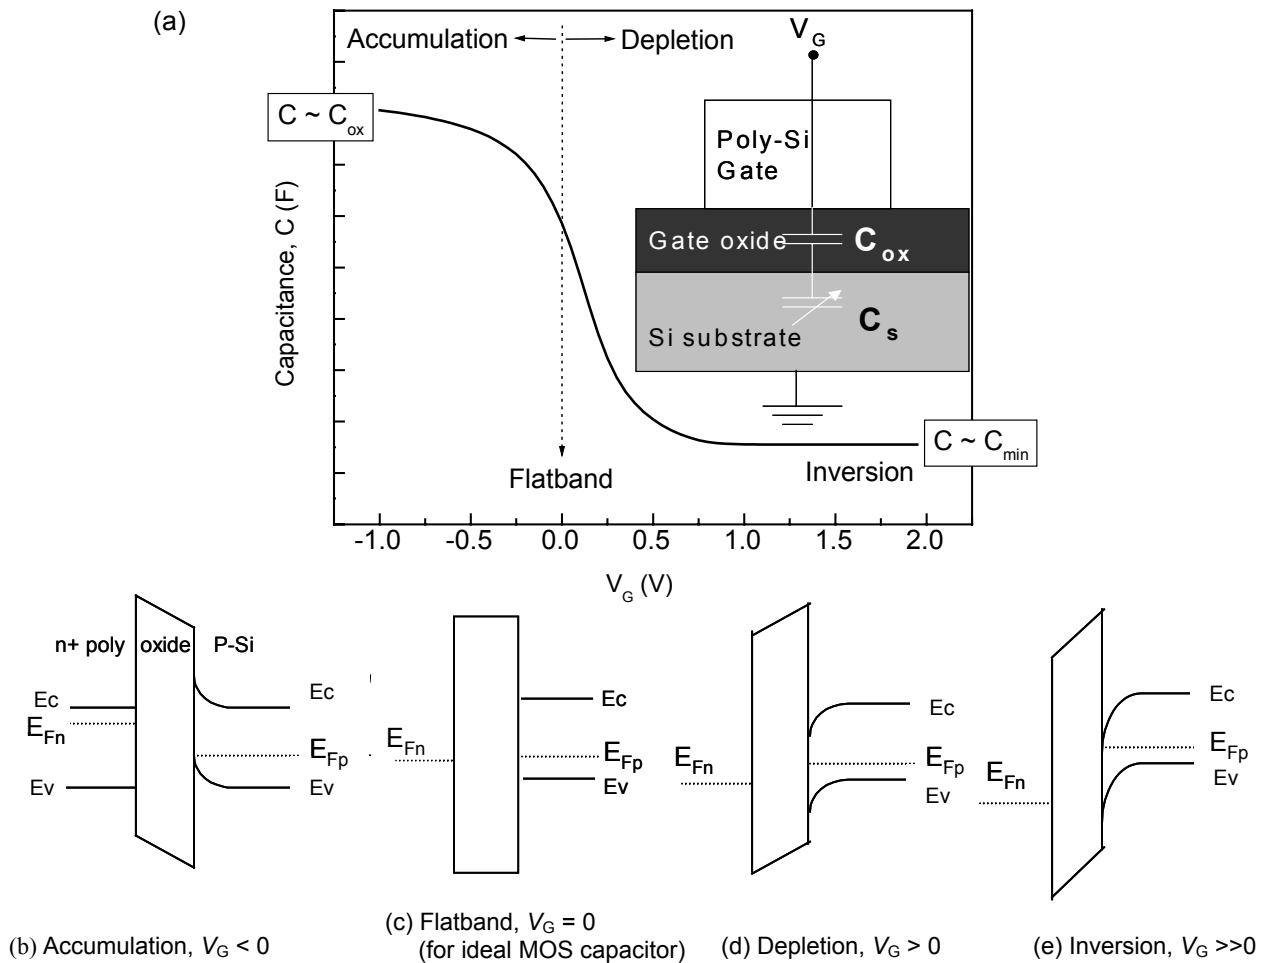 (a)
Accumulation
Depletion
V_G
C ~ C_ox
Poly-Si
Gate
Gate oxide
C_ox
Si substrate
C_s
Capacitance, C (F)
C ~ C_min
Flatband
Inversion
-1.0 -0.5 0.0 0.5 1.0 1.5 2.0
V_G (V)
n+ poly oxide P-Si
Ec
E_Fn
Ev
Ec
E_Fp
Ev
E_Fn
Ec
E_Fp
Ev
E_Fn
Ec
E_Fp
Ev
E_Fn
Ec
E_Fp
Ev
(b) Accumulation, V_G < 0
(c) Flatband, V_G = 0
(for ideal MOS capacitor)
(d) Depletion, V_G > 0
(e) Inversion, V_G >>0